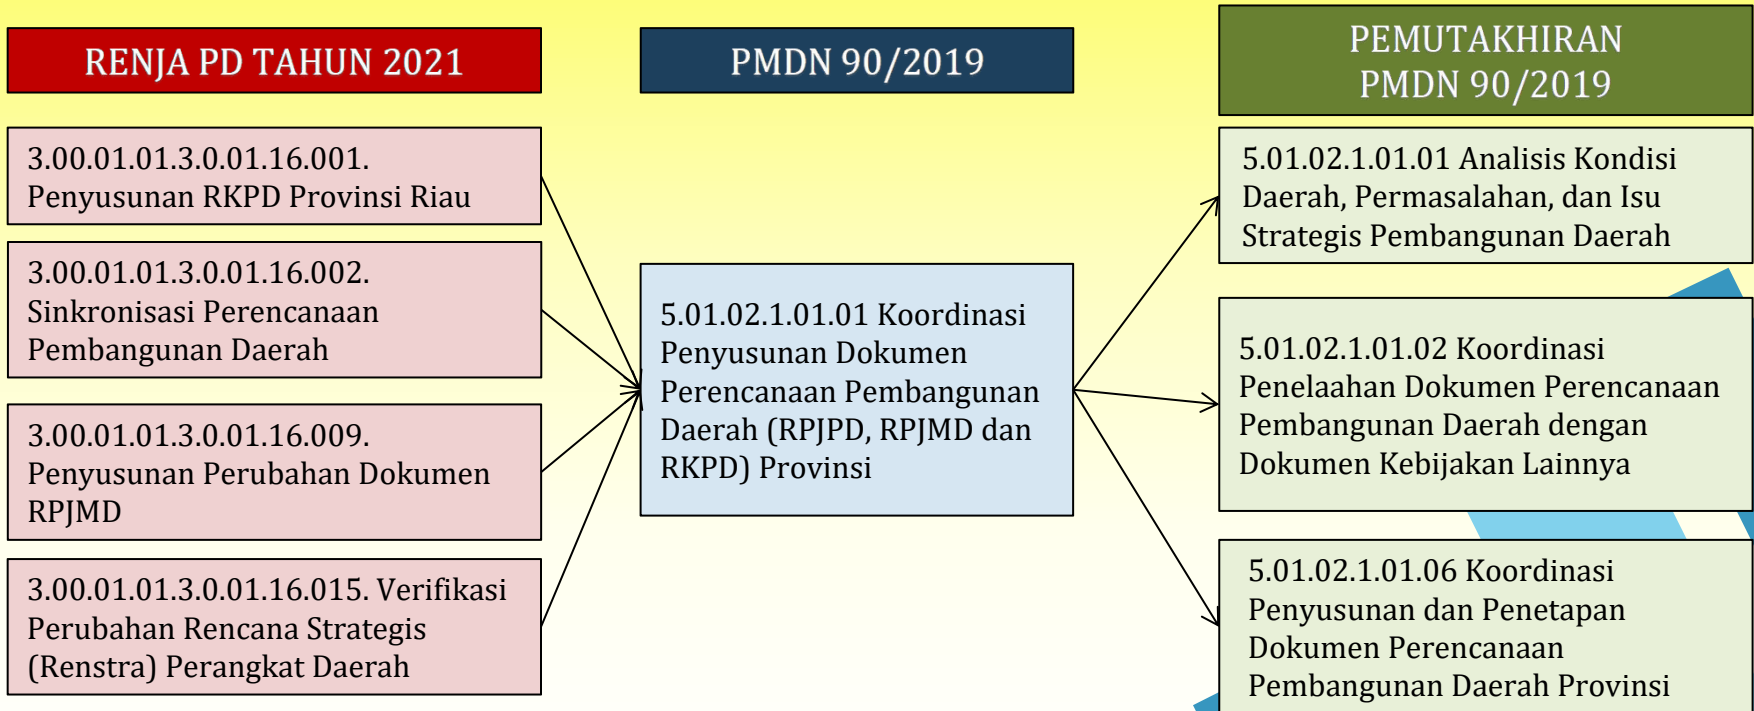 RENJA PD TAHUN 2021
3.00.01.01.3.0.01.16.001.
Penyusunan RKPD Provinsi Riau
3.00.01.01.3.0.01.16.002.
Sinkronisasi Perencanaan
Pembangunan Daerah
3.00.01.01.3.0.01.16.009.
Penyusunan Perubahan Dokumen
RPJMD
3.00.01.01.3.0.01.16.015. Verifikasi
Perubahan Rencana Strategis
(Renstra) Perangkat Daerah
PMDN 90/2019
5.01.02.1.01.01 Koordinasi
Penyusunan Dokumen
Perencanaan Pembangunan
Daerah (RPJPD, RPJMD dan
RKPD) Provinsi
PEMUTAKHIRAN
PMDN 90/2019
5.01.02.1.01.01 Analisis Kondisi
Daerah, Permasalahan, dan Isu
Strategis Pembangunan Daerah
5.01.02.1.01.02 Koordinasi
Penelaahan Dokumen Perencanaan
Pembangunan Daerah dengan
Dokumen Kebijakan Lainnya
5.01.02.1.01.06 Koordinasi
Penyusunan dan Penetapan
Dokumen Perencanaan
Pembangunan Daerah Provinsi